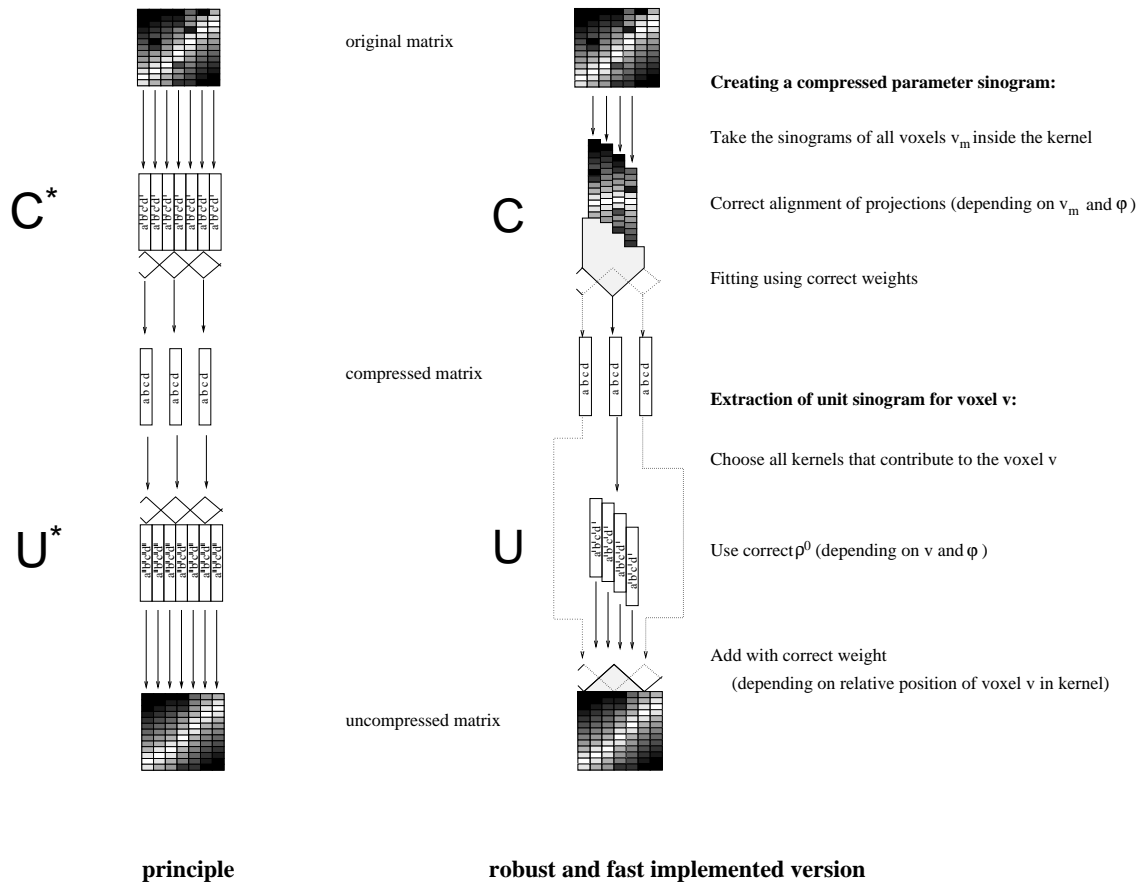 original matrix
Creating a compressed parameter sinogram:
Take the sinograms of all voxels v_m inside the kernel
C*
a'b'c'd' a'b'c'd' a'b'c'd' a'b'c'd' a'b'c'd' a'b'c'd' a'b'c'd'
C
Correct alignment of projections (depending on v_m and φ)
Fitting using correct weights
compressed matrix
a b c d
a b c d
a b c d
a b c d
a b c d
a b c d
Extraction of unit sinogram for voxel v:
Choose all kernels that contribute to the voxel v
U*
U
a'b'c'd'
a'b'c'd'
a'b'c'd'
a'b'c'd'
Use correct ρ⁰ (depending on v and φ)
Add with correct weight
(depending on relative position of voxel v in kernel)
uncompressed matrix
principle
robust and fast implemented version